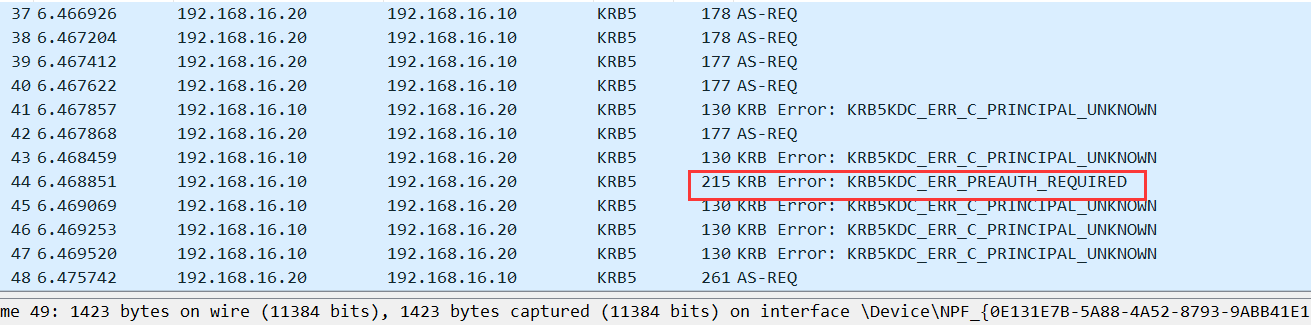 37 6.466926 192.168.16.20 192.168.16.10 KRB5 178 AS-REQ
38 6.467204 192.168.16.20 192.168.16.10 KRB5 178 AS-REQ
39 6.467412 192.168.16.20 192.168.16.10 KRB5 177 AS-REQ
40 6.467622 192.168.16.20 192.168.16.10 KRB5 177 AS-REQ
41 6.467857 192.168.16.10 192.168.16.20 KRB5 130 KRB Error: KRB5KDC_ERR_C_PRINCIPAL_UNKNOWN
42 6.467868 192.168.16.20 192.168.16.10 KRB5 177 AS-REQ
43 6.468459 192.168.16.10 192.168.16.20 KRB5 130 KRB Error: KRB5KDC_ERR_C_PRINCIPAL_UNKNOWN
44 6.468851 192.168.16.10 192.168.16.20 KRB5 215 KRB Error: KRB5KDC_ERR_PREAUTH_REQUIRED
45 6.469069 192.168.16.10 192.168.16.20 KRB5 130 KRB Error: KRB5KDC_ERR_C_PRINCIPAL_UNKNOWN
46 6.469253 192.168.16.10 192.168.16.20 KRB5 130 KRB Error: KRB5KDC_ERR_C_PRINCIPAL_UNKNOWN
47 6.469520 192.168.16.10 192.168.16.20 KRB5 130 KRB Error: KRB5KDC_ERR_C_PRINCIPAL_UNKNOWN
48 6.475742 192.168.16.20 192.168.16.10 KRB5 261 AS-REQ
me 49: 1423 bytes on wire (11384 bits), 1423 bytes captured (11384 bits) on interface \Device\NPF_{0E131E7B-5A88-4A52-8793-9ABB41E1